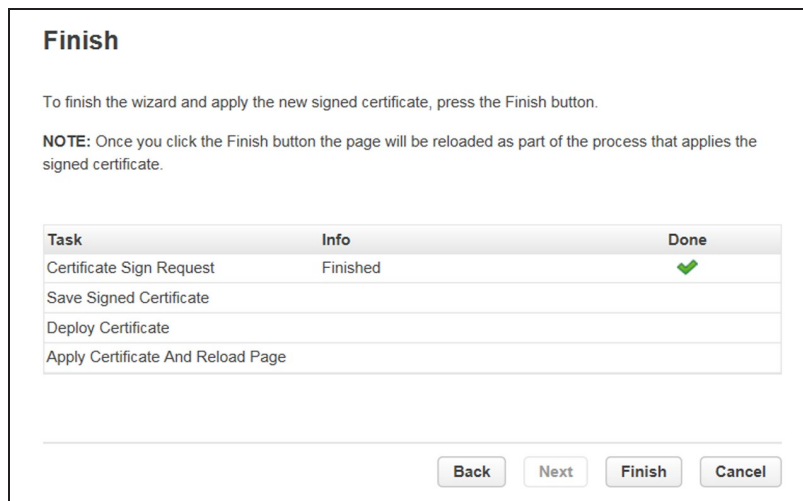 Finish
To finish the wizard and apply the new signed certificate, press the Finish button.
NOTE: Once you click the Finish button the page will be reloaded as part of the process that applies the
signed certificate.
Task Info Done
Certificate Sign Request Finished
Save Signed Certificate
Deploy Certificate
Apply Certificate And Reload Page
Back Next Finish Cancel